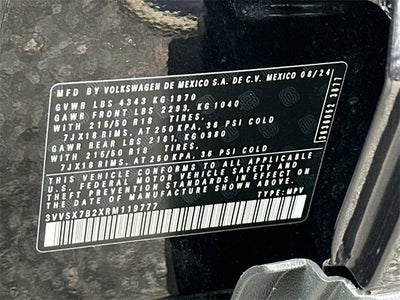 MFD BY VOLKSWAGEN DE MEXICO S.A. DE C.V. MEXICO 08/24
GVWR LBS 4343 KG 1970
GAWR FRONT LBS 2293, KG 1040
WITH 215/50 R18 TIRES,
7JX18 RIMS, AT 250 KPA, 36 PSI COLD
GAWR REAR LBS 2161, KG 0980
WITH 215/50 R18 TIRES,
7JX18 RIMS, AT 250 KPA, 36 PSI COLD
THIS VEHICLE CONFORMS TO ALL APPLICABLE
U.S. FEDERAL MOTOR VEHICLE SAFETY AND
THEFT PREVENTION STANDARDS IN EFFECT
ON THE DATE OF MANUFACTURE SHOWN ABOVE
3VV5X7B2XRM119777 TYPE: MPV